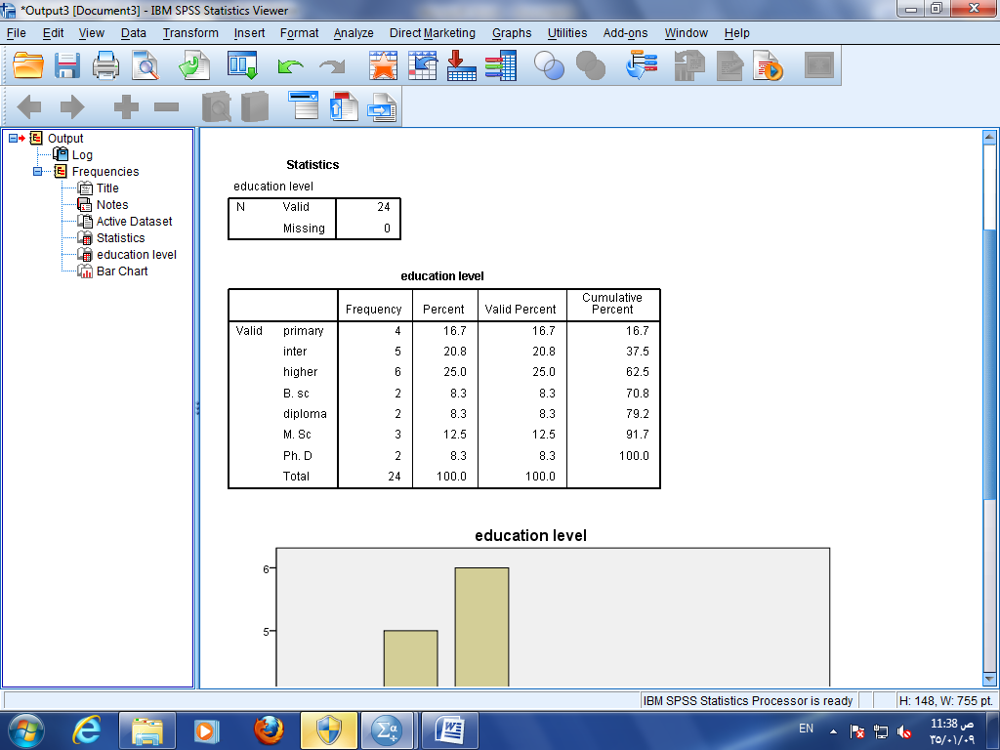 *Output3 [Document3] - IBM SPSS Statistics Viewer
File Edit View Data Transform Insert Format Analyze Direct Marketing Graphs Utilities Add-ons Window Help
Output
Log
Frequencies
Title
Notes
Active Dataset
Statistics
education level
Bar Chart
Statistics
education level
N Valid 24
Missing 0
education level
Frequency Percent Valid Percent Cumulative Percent
Valid primary 4 16.7 16.7 16.7
inter 5 20.8 20.8 37.5
higher 6 25.0 25.0 62.5
B. sc 2 8.3 8.3 70.8
diploma 2 8.3 8.3 79.2
M. Sc 3 12.5 12.5 91.7
Ph. D 2 8.3 8.3 100.0
Total 24 100.0 100.0
education level
6
5
IBM SPSS Statistics Processor is ready H: 148, W: 755 pt.
EN 11:38 ص
٣٥/٠١/٠٩